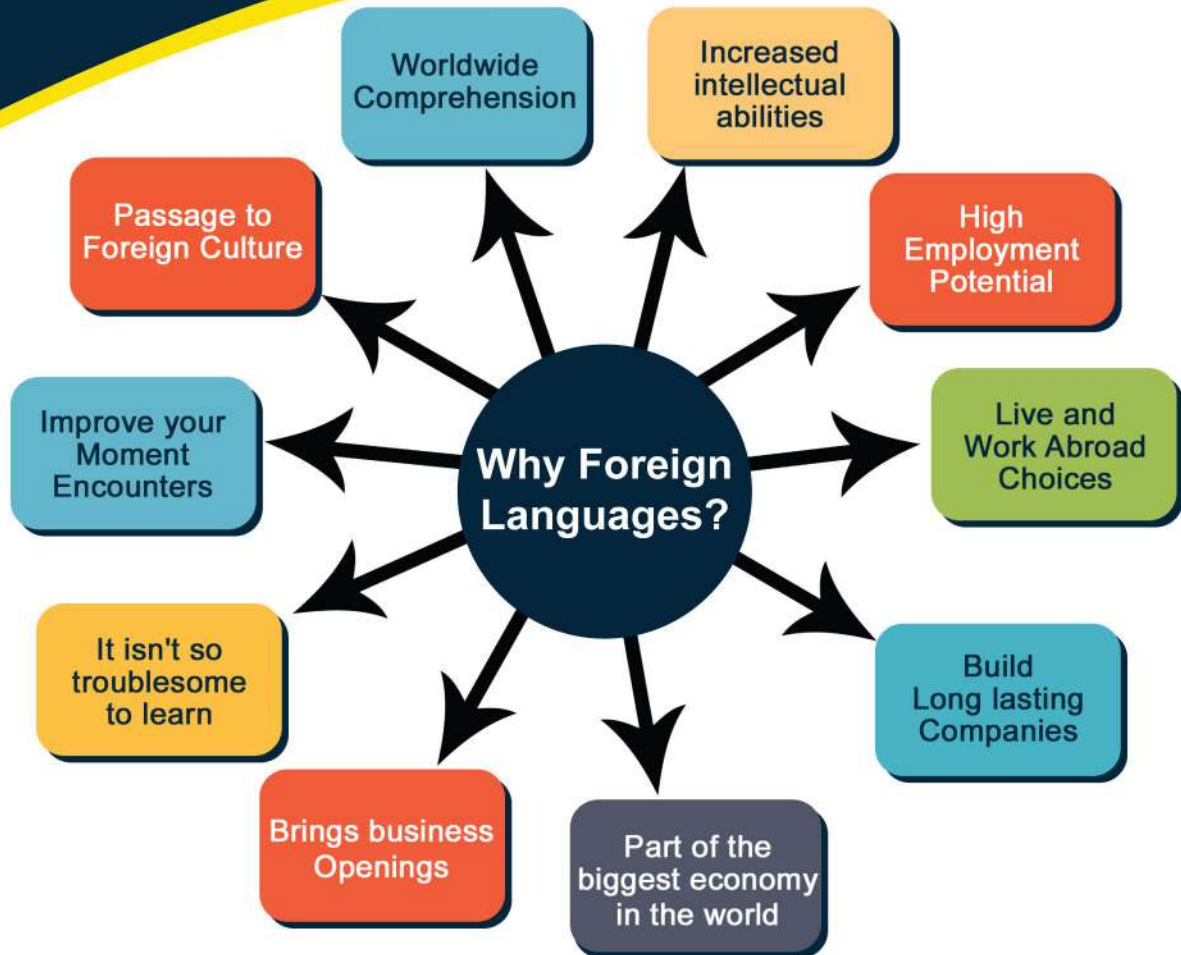 Worldwide
Comprehension
Increased
intellectual
abilities
Passage to
Foreign Culture
High
Employment
Potential
Improve your
Moment
Encounters
Why Foreign
Languages?
Live and
Work Abroad
Choices
It isn't so
troublesome
to learn
Build
Long lasting
Companies
Brings business
Openings
Part of the
biggest economy
in the world